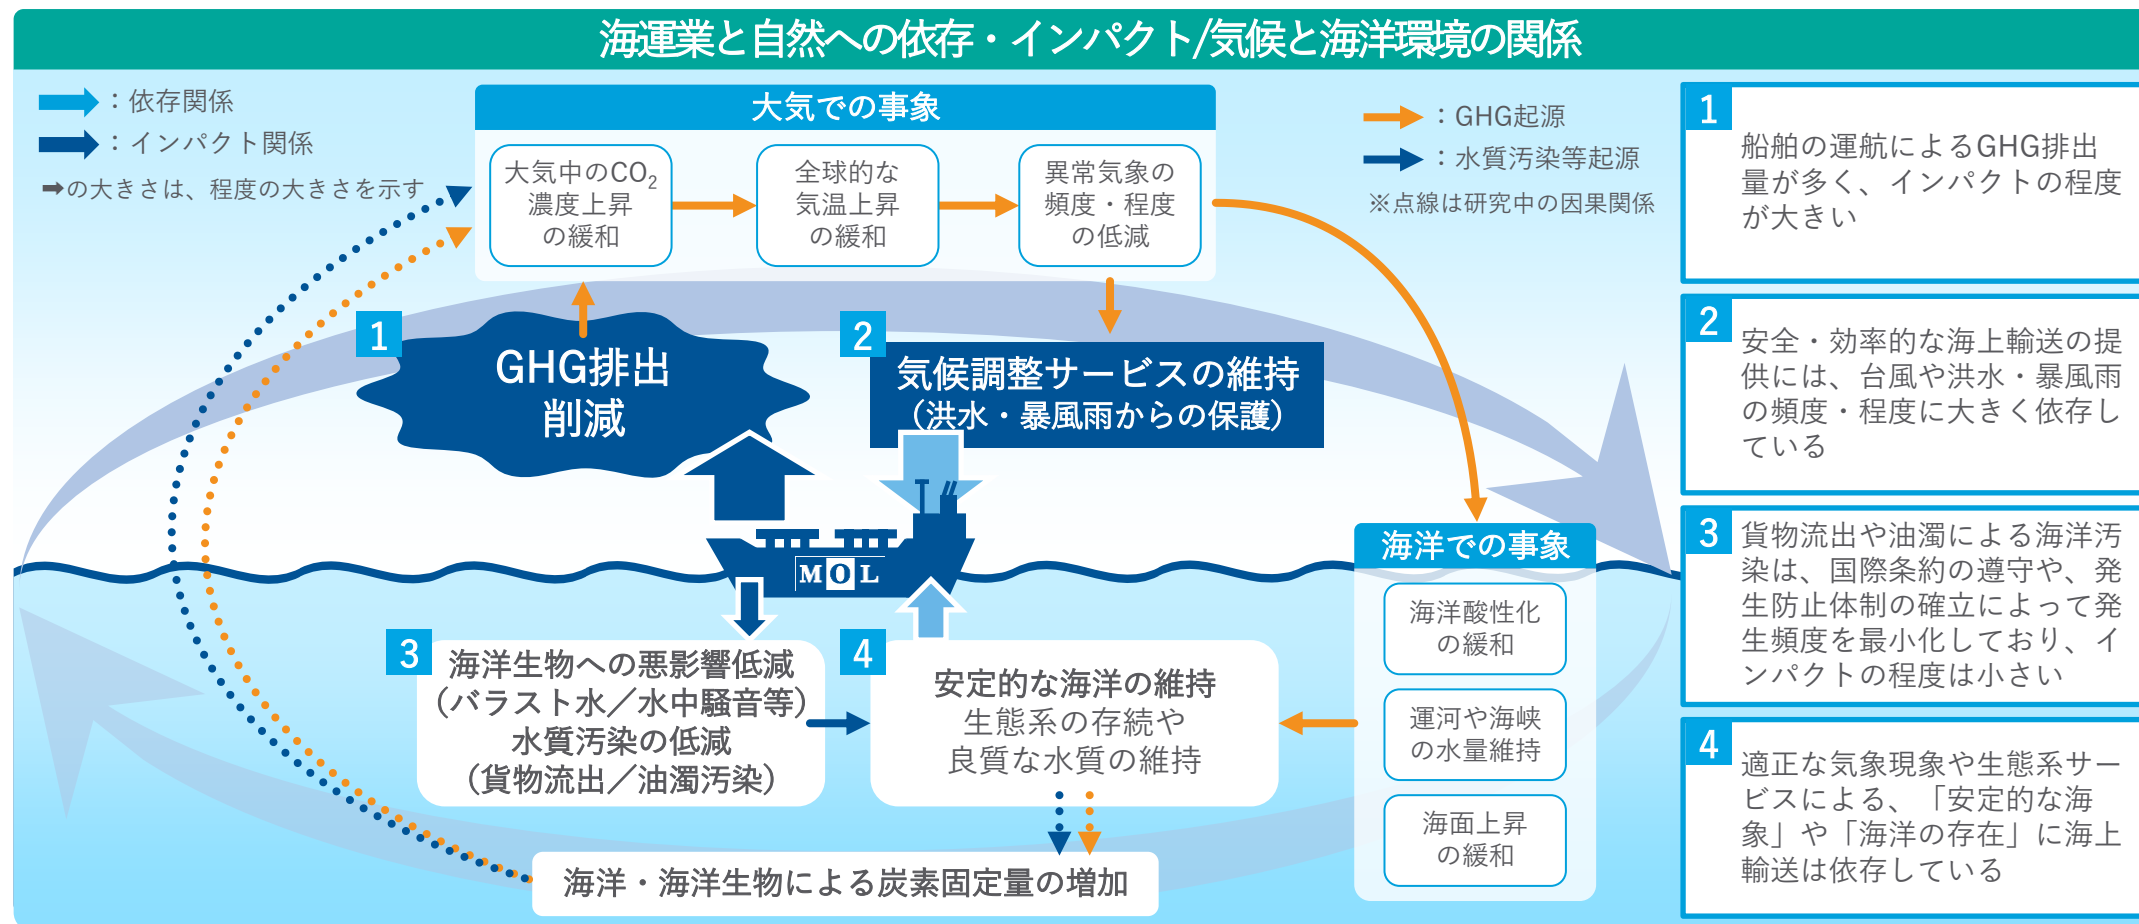 海運業と自然への依存・インパクト/気候と海洋環境の関係
：依存関係
：インパクト関係
➡の大きさは、程度の大きさを示す
大気での事象
大気中のCO₂
濃度上昇
の緩和
全球的な
気温上昇
の緩和
異常気象の
頻度・程度
の低減
：GHG起源
：水質汚染等起源
※点線は研究中の因果関係
1
GHG排出
削減
2
気候調整サービスの維持
（洪水・暴風雨からの保護）
MOL
海洋での事象
海洋酸性化
の緩和
運河や海峡
の水量維持
海面上昇
の緩和
3
海洋生物への悪影響低減
（バラスト水／水中騒音等）
水質汚染の低減
（貨物流出／油濁汚染）
4
安定的な海洋の維持
生態系の存続や
良質な水質の維持
海洋・海洋生物による炭素固定量の増加
1
船舶の運航によるGHG排出
量が多く、インパクトの程度
が大きい
2
安全・効率的な海上輸送の提
供には、台風や洪水・暴風雨
の頻度・程度に大きく依存し
ている
3
貨物流出や油濁による海洋汚
染は、国際条約の遵守や、発
生防止体制の確立によって発
生頻度を最小化しており、イ
ンパクトの程度は小さい
4
適正な気象現象や生態系サー
ビスによる、「安定的な海
象」や「海洋の存在」に海上
輸送は依存している